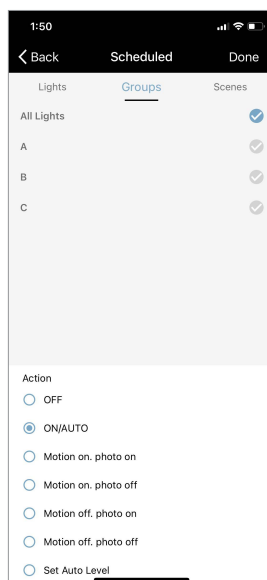 1:50
Back Scheduled Done
Lights Groups Scenes
All Lights
A
B
C
Action
OFF
ON/AUTO
Motion on. photo on
Motion on. photo off
Motion off. photo on
Motion off. photo off
Set Auto Level